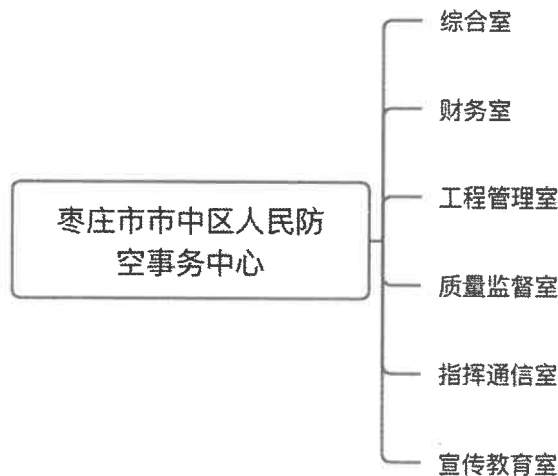 综合室
财务室
枣庄市市中区人民防
空事务中心
工程管理室
质量监督室
指挥通信室
宣传教育室